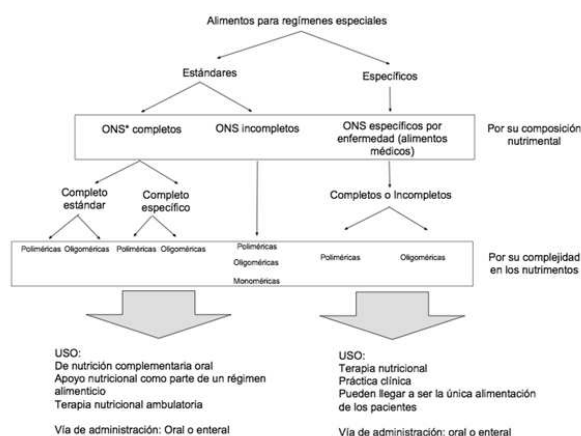 Alimentos para regímenes especiales
Estándares
Específicos
ONS* completos
ONS incompletos
ONS específicos por
enfermedad (alimentos
médicos)
Por su composición
nutrimental
Completo
estándar
Completo
específico
Completos o Incompletos
Poliméricas Oligoméricas
Poliméricas Oligoméricas
Poliméricas
Oligoméricas
Monoméricas
Poliméricas
Oligoméricas
Por su complejidad
en los nutrimentos
USO:
De nutrición complementaria oral
Apoyo nutricional como parte de un régimen
alimenticio
Terapia nutricional ambulatoria
Vía de administración: Oral o enteral
USO:
Terapia nutricional
Práctica clínica
Pueden llegar a ser la única alimentación
de los pacientes
Vía de administración: oral o enteral